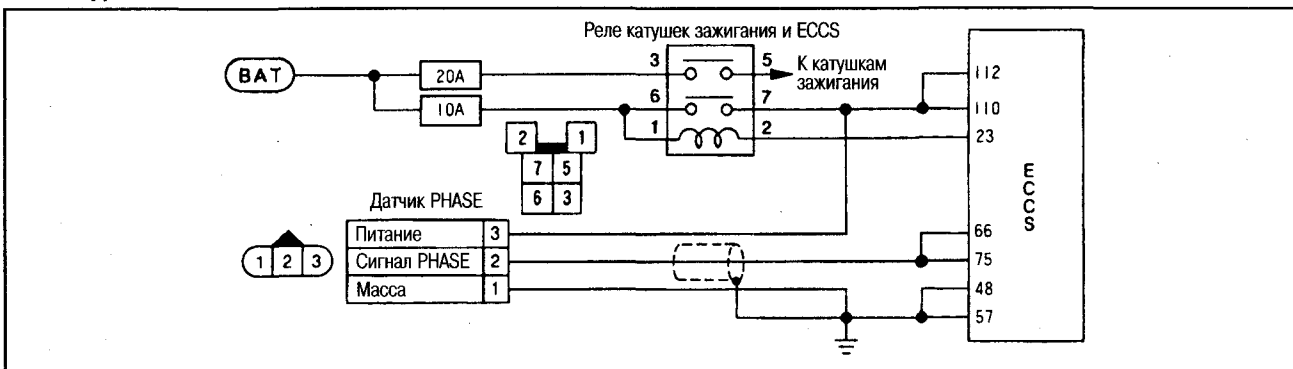 Реле катушек зажигания и ECCS
BAT
20A
3
5
К катушкам
зажигания
112
10A
6
7
110
1
2
23
2
1
7
5
6
3
ECCS
Датчик PHASE
Питание
3
66
1
2
3
Сигнал PHASE
2
75
Масса
1
48
57